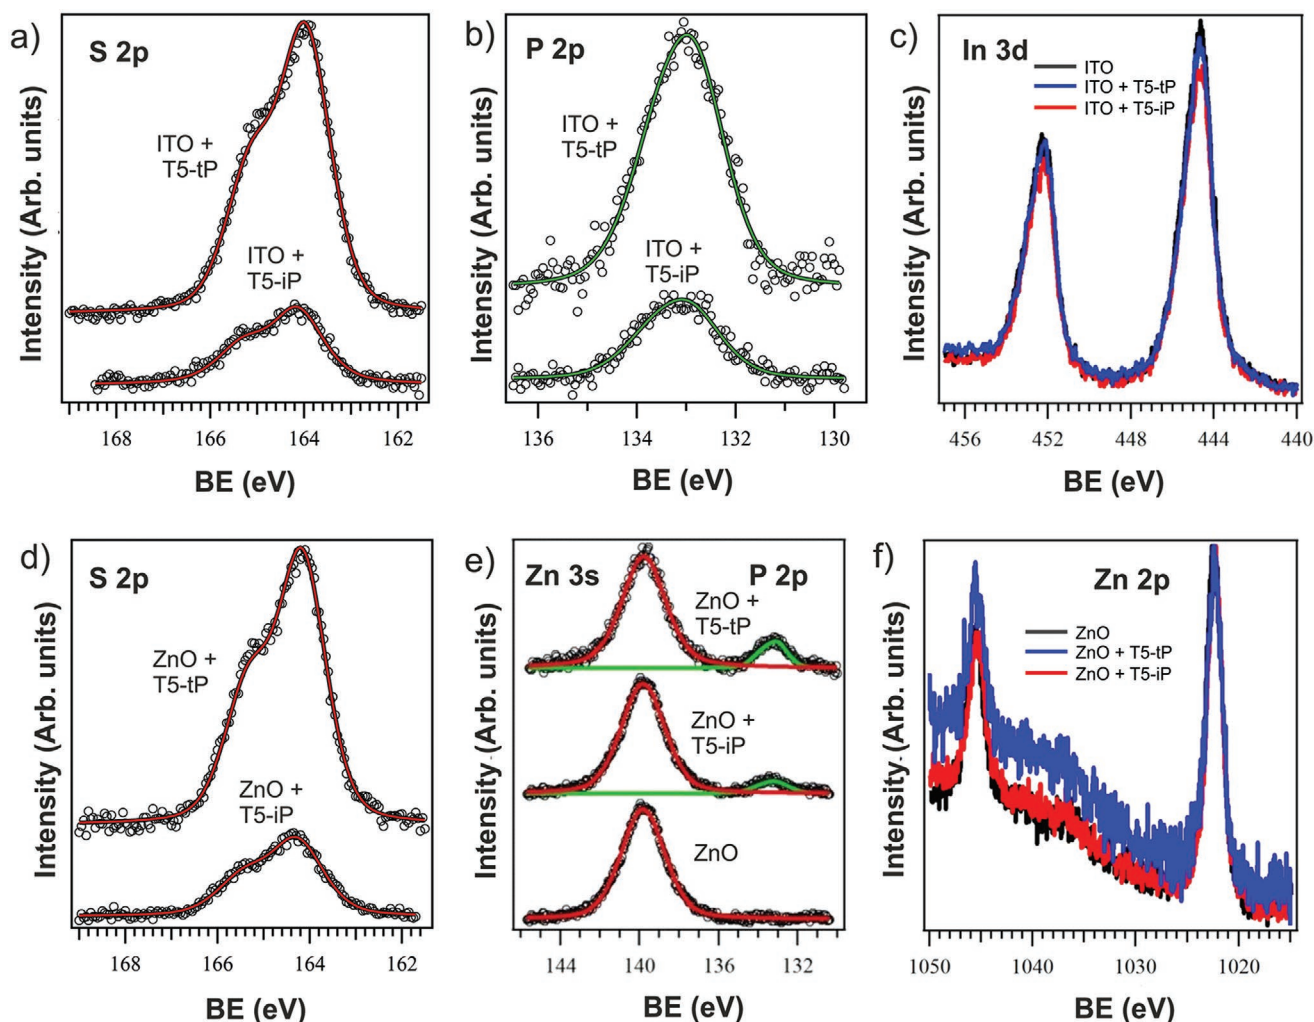 a)
S 2p
ITO +
T5-tP
ITO +
T5-iP
Intensity (Arb. units)
168
166
164
162
BE (eV)
b)
P 2p
ITO +
T5-tP
ITO +
T5-iP
Intensity (Arb. units)
136
134
132
130
BE (eV)
c)
In 3d
ITO
ITO + T5-tP
ITO + T5-iP
Intensity (Arb. units)
456
452
448
444
440
BE (eV)
d)
S 2p
ZnO +
T5-tP
ZnO +
T5-iP
Intensity (Arb. units)
168
166
164
162
BE (eV)
e)
Zn 3s
P 2p
ZnO +
T5-tP
ZnO +
T5-iP
ZnO
Intensity (Arb. units)
144
140
136
132
BE (eV)
f)
Zn 2p
ZnO
ZnO + T5-tP
ZnO + T5-iP
Intensity (Arb. units)
1050
1040
1030
1020
BE (eV)